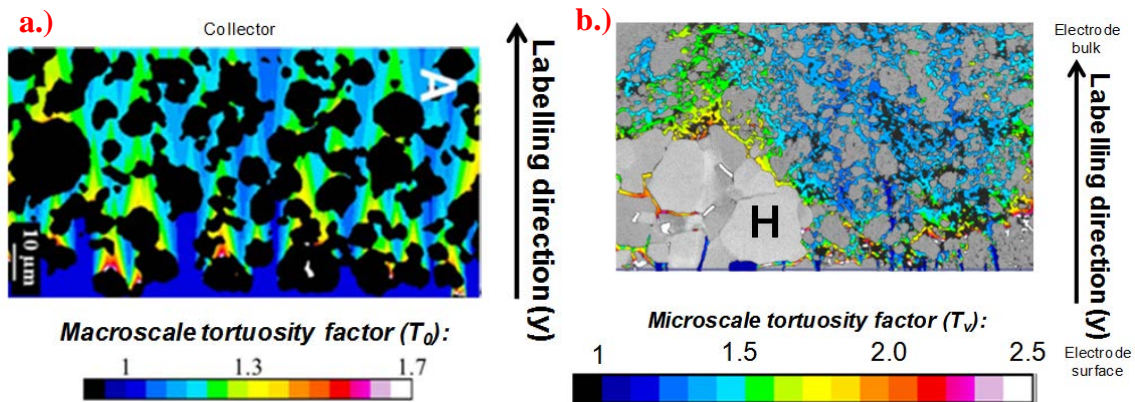 a.)
Collector
A
10 µm
Labelling direction(y)
Macroscale tortuosity factor (T0):
1 1.3 1.7
b.)
Electrode
bulk
H
Labelling direction(y)
Microscale tortuosity factor (Tv):
1 1.5 2.0 2.5
Electrode
surface